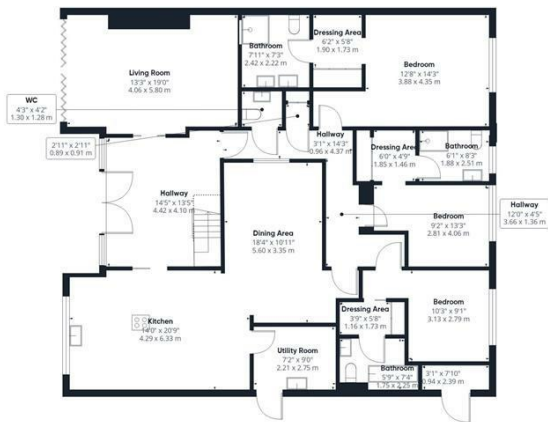 Living Room
13'3" x 19'0"
4.06 x 5.80 m
Bathroom
7'11" x 7'3"
2.42 x 2.22 m
Dressing Area
6'2" x 5'8"
1.90 x 1.73 m
Bedroom
12'8" x 14'3"
3.88 x 4.35 m
WC
4'3" x 4'2"
1.30 x 1.28 m
2'11" x 2'11"
0.89 x 0.91 m
Hallway
3'1" x 14'3"
0.96 x 4.37 m
Dressing Area
6'0" x 4'9"
1.85 x 1.46 m
Bathroom
6'1" x 8'3"
1.88 x 2.51 m
Hallway
14'5" x 13'5"
4.42 x 4.10 m
Hallway
12'0" x 4'5"
3.66 x 1.36 m
Bedroom
9'2" x 13'3"
2.81 x 4.06 m
Dining Area
18'4" x 10'11"
5.60 x 3.35 m
Bedroom
10'3" x 9'1"
3.13 x 2.79 m
Kitchen
14'0" x 20'9"
4.29 x 6.33 m
Dressing Area
3'9" x 5'8"
1.16 x 1.73 m
Utility Room
7'2" x 9'0"
2.21 x 2.75 m
Bathroom
5'9" x 7'4"
1.75 x 2.25 m
3'1" x 7'10"
0.94 x 2.39 m